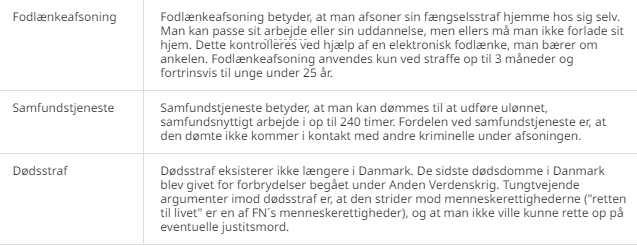 Fodlænkeafsoning
Fodlænkeafsoning betyder, at man afsoner sin fængselsstraf hjemme hos sig selv.
Man kan passe sit arbejde eller sin uddannelse, men ellers må man ikke forlade sit
hjem. Dette kontrolleres ved hjælp af en elektronisk fodlænke, man bærer om
ankelen. Fodlænkeafsoning anvendes kun ved straffe op til 3 måneder og
fortrinsvis til unge under 25 år.
Samfundstjeneste
Samfundstjeneste betyder, at man kan dømmes til at udføre ulønnet,
samfundsnyttigt arbejde i op til 240 timer. Fordelen ved samfundstjeneste er, at
den dømte ikke kommer i kontakt med andre kriminelle under afsoningen.
Dødsstraf
Dødsstraf eksisterer ikke længere i Danmark. De sidste dødsdomme i Danmark
blev givet for forbrydelser begået under Anden Verdenskrig. Tungtvejende
argumenter imod dødsstraf er, at den strider mod menneskerettighederne ("retten
til livet" er en af FN´s menneskerettigheder), og at man ikke ville kunne rette op på
eventuelle justitsmord.